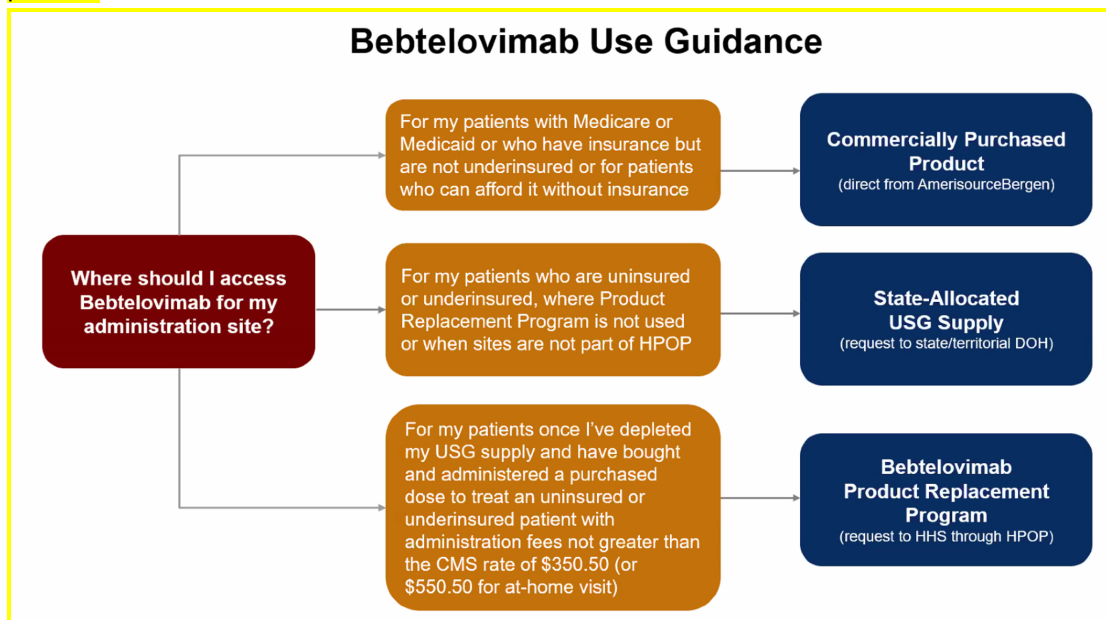 Bebtelovimab Use Guidance
Where should I access
Bebtelovimab for my
administration site?
For my patients with Medicare or
Medicaid or who have insurance but
are not underinsured or for patients
who can afford it without insurance
Commercially Purchased
Product
(direct from AmerisourceBergen)
For my patients who are uninsured
or underinsured, where Product
Replacement Program is not used
or when sites are not part of HPOP
State-Allocated
USG Supply
(request to state/territorial DOH)
For my patients once I've depleted
my USG supply and have bought
and administered a purchased
dose to treat an uninsured or
underinsured patient with
administration fees not greater than
the CMS rate of $350.50 (or
$550.50 for at-home visit)
Bebtelovimab
Product Replacement
Program
(request to HHS through HPOP)